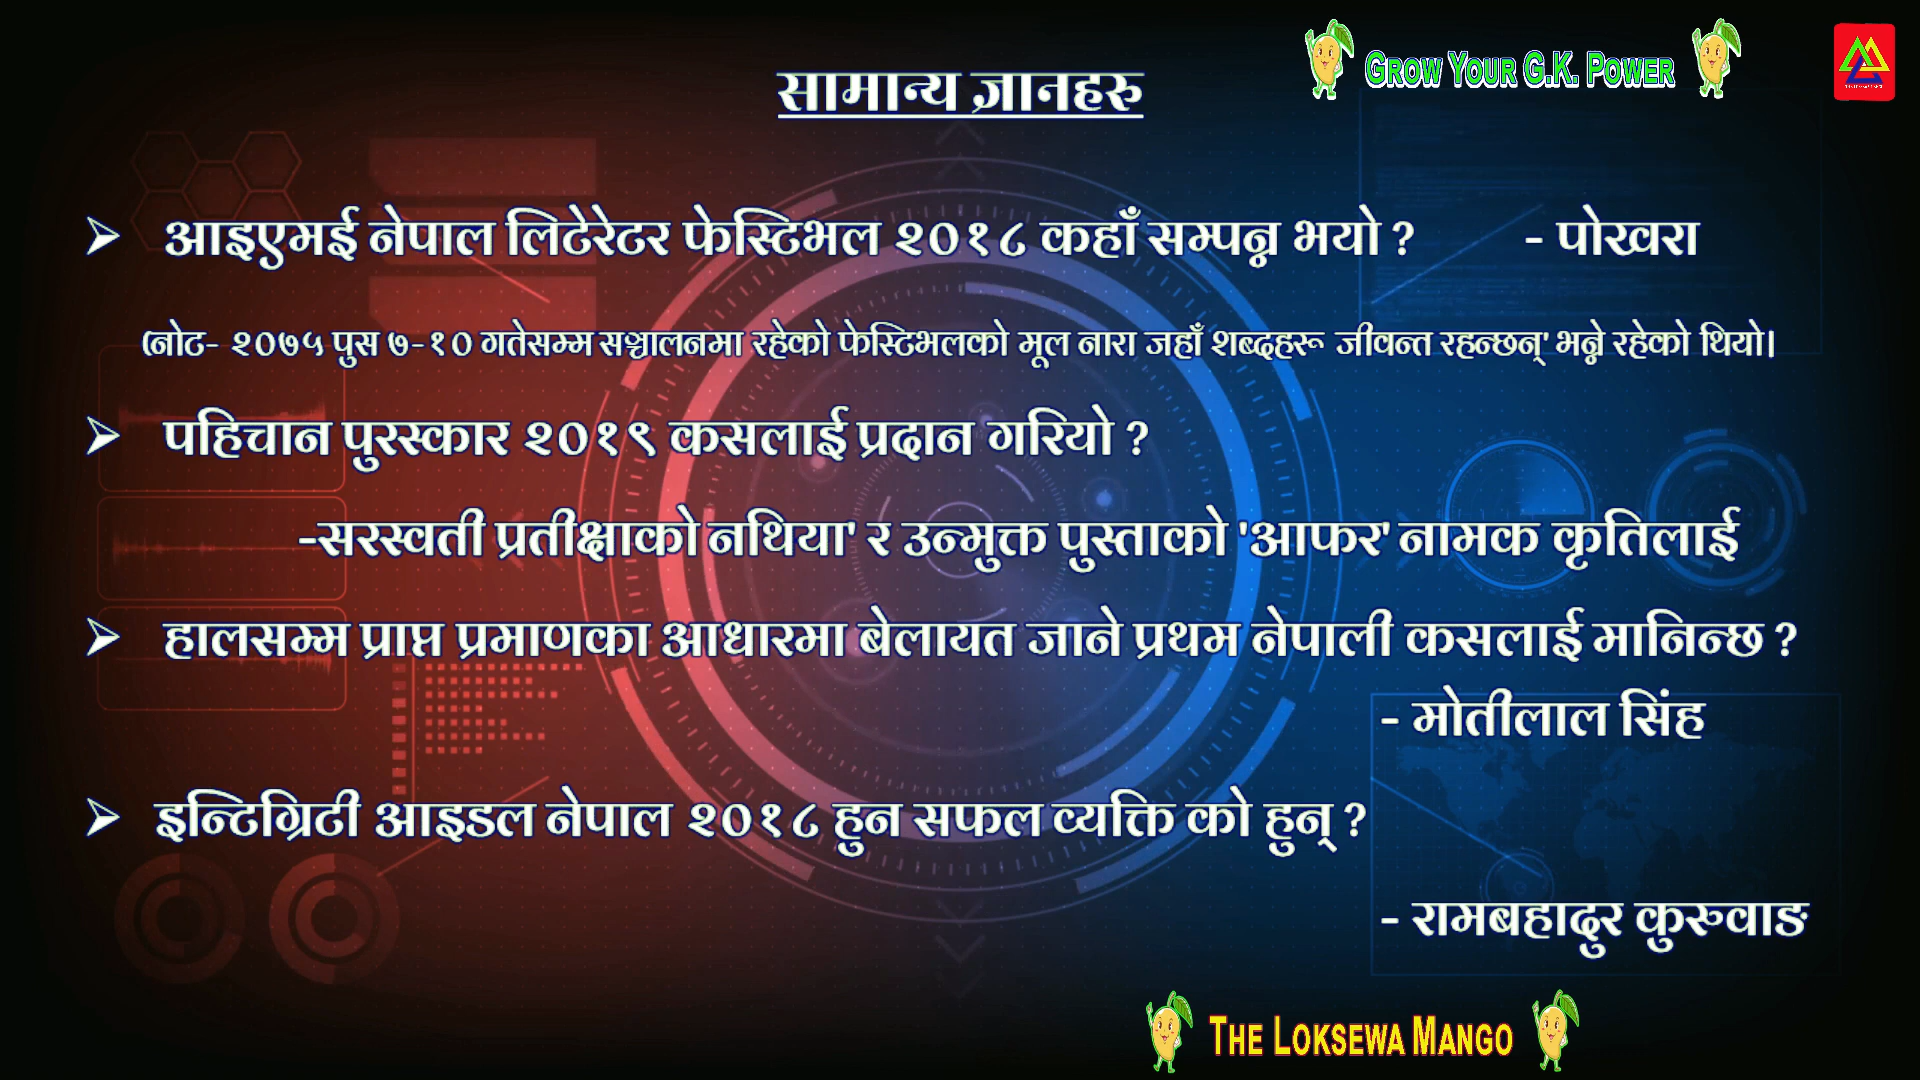 GROW YOUR G.K. POWER
सामान्य ज्ञानहरु
➢ आइएमई नेपाल लिटेरेटर फेस्टिभल २०१८ कहाँ सम्पन्न भयो ? - पोखरा
(नोट- २०७५ पुस ७-१० गतेसम्म सञ्चालनमा रहेको फेस्टिभलको मूल नारा जहाँ शब्दहरू जीवन्त रहन्छन्' भन्ने रहेको थियो।
➢ पहिचान पुरस्कार २०१९ कसलाई प्रदान गरियो ?
-सरस्वती प्रतीक्षाको नथिया' र उन्मुक्त पुस्ताको 'आफर' नामक कृतिलाई
➢ हालसम्म प्राप्त प्रमाणका आधारमा बेलायत जाने प्रथम नेपाली कसलाई मानिन्छ ?
- मोतीलाल सिंह
➢ इन्टिग्रिटी आइडल नेपाल २०१८ हुन सफल व्यक्ति को हुन् ?
- रामबहादुर कुरुवाङ
THE LOKSEWA MANGO